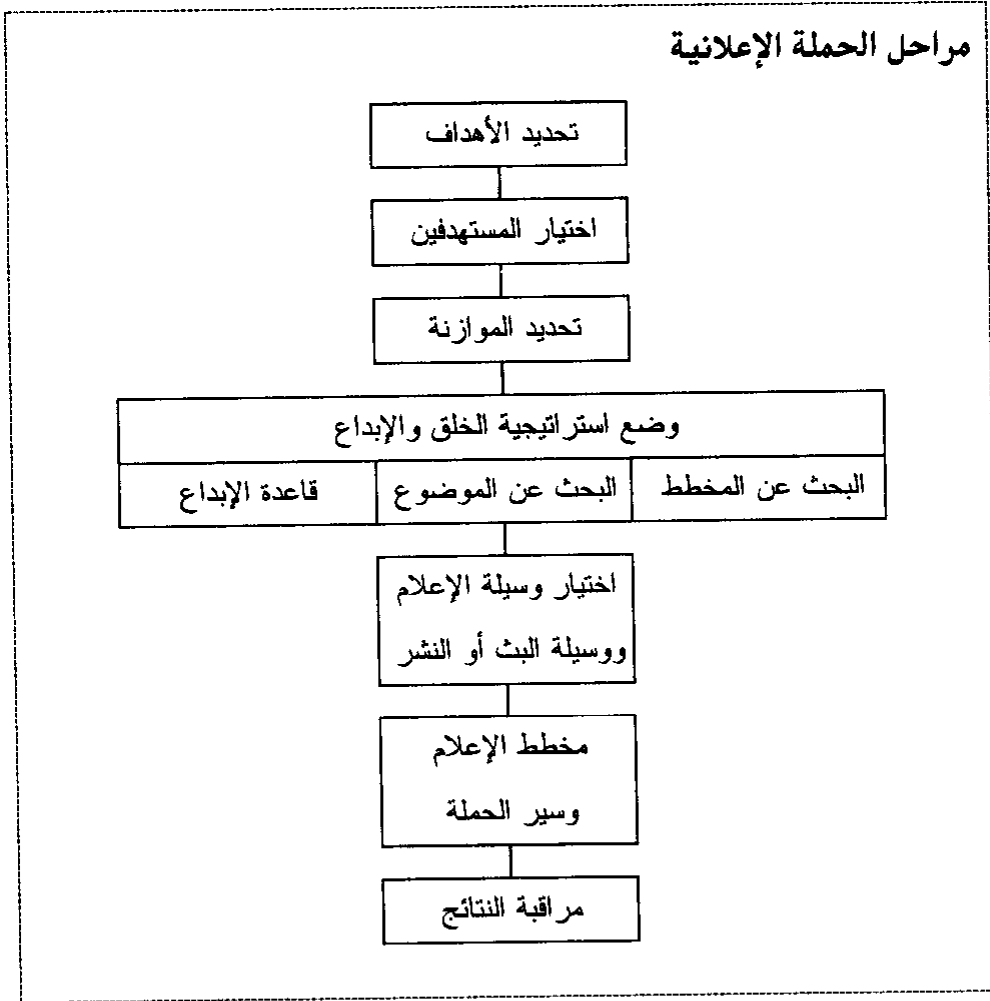 مراحل الحملة الإعلانية
تحديد الأهداف
اختيار المستهدفين
تحديد الموازنة
وضع استراتيجية الخلق والإبداع
البحث عن المخطط
البحث عن الموضوع
قاعدة الإبداع
اختيار وسيلة الإعلام
ووسيلة البث أو النشر
مخطط الإعلام
وسير الحملة
مراقبة النتائج